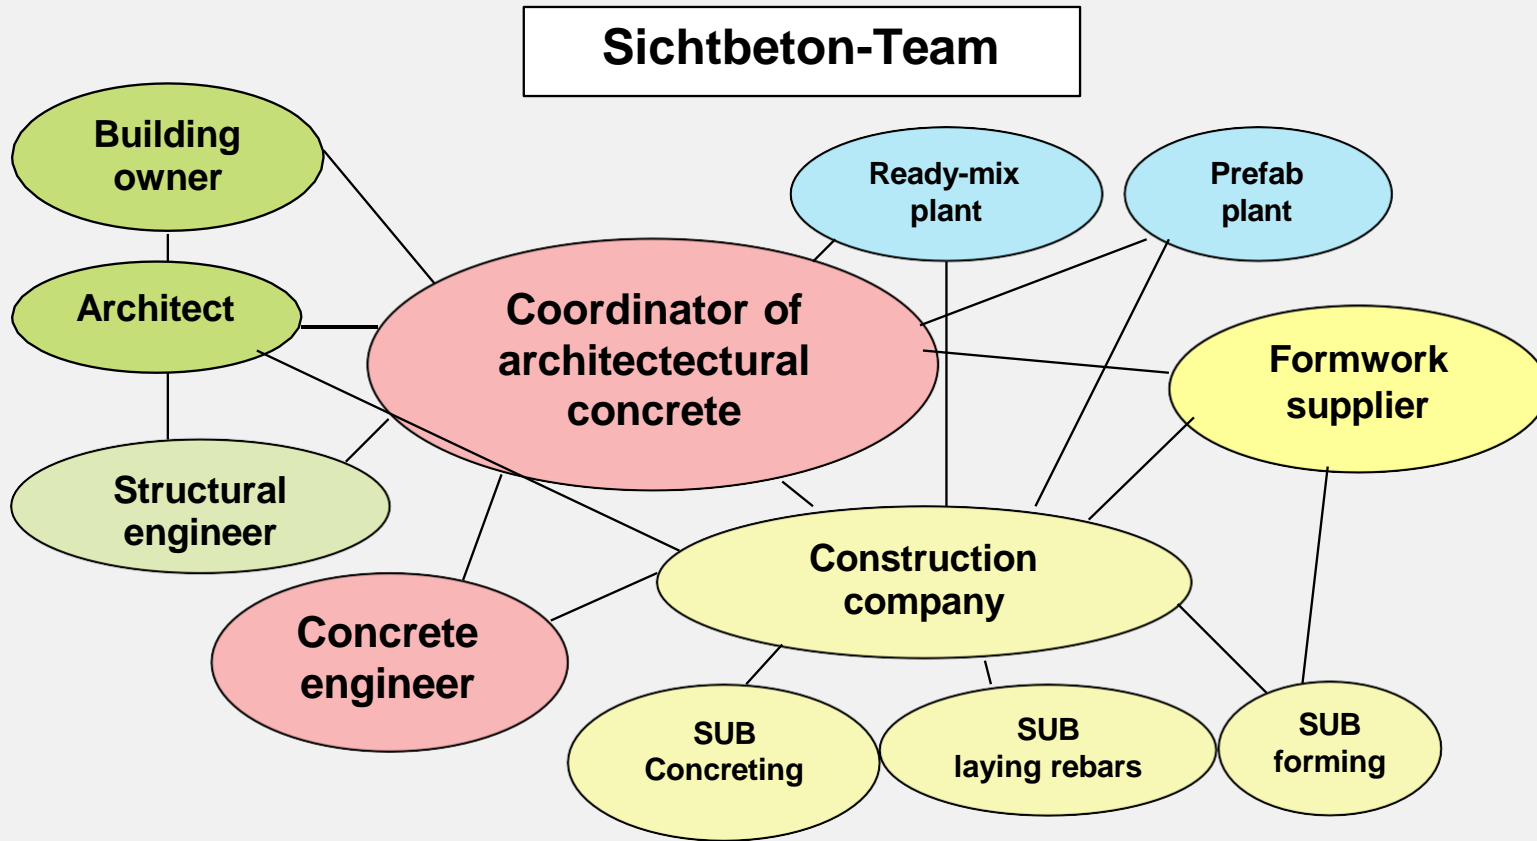 Sichtbeton-Team
Building
owner
Ready-mix
plant
Prefab
plant
Architect
Coordinator of
architectectural
concrete
Formwork
supplier
Structural
engineer
Construction
company
Concrete
engineer
SUB
Concreting
SUB
laying rebars
SUB
forming